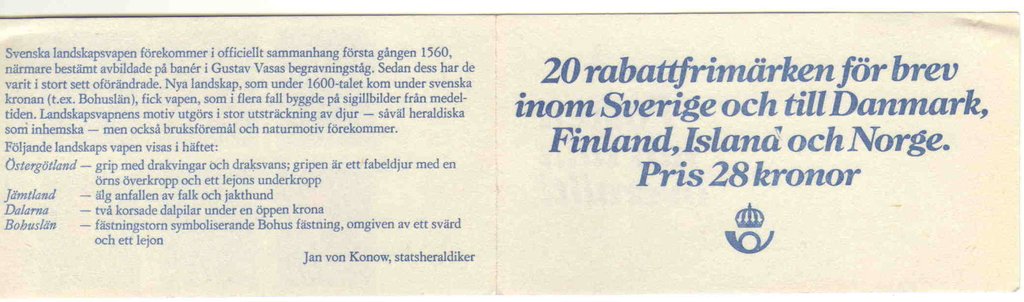 Svenska landskapsvapen förekommer i officiellt sammanhang första gången 1560,
närmare bestämt avbildade på banér i Gustav Vasas begravningståg. Sedan dess har de
varit i stort sett oförändrade. Nya landskap, som under 1600-talet kom under svenska
kronan (t.ex. Bohuslän), fick vapen, som i flera fall byggde på sigillbilder från medel-
tiden. Landskapsvapnens motiv utgörs i stor utsträckning av djur — såväl heraldiska
som inhemska — men också bruksföremål och naturmotiv förekommer.
Följande landskaps vapen visas i häftet:
Östergötland — grip med drakvingar och draksvans; gripen är ett fabeldjur med en
örns överkropp och ett lejons underkropp
Jämtland — älg anfallen av falk och jakthund
Dalarna — två korsade dalpilar under en öppen krona
Bohuslän — fästningstorn symboliserande Bohus fästning, omgiven av ett svärd
och ett lejon
Jan von Konow, statsheraldiker
20 rabattfrimärken för brev
inom Sverige och till Danmark,
Finland, Island och Norge.
Pris 28 kronor